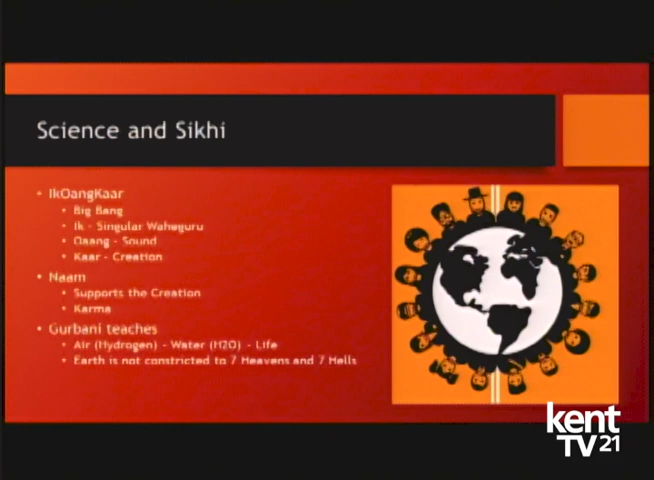 Science and Sikhi
• IkOangKaar
• Big Bang
• Ik - Singular Waheguru
• Oaang - Sound
• Kaar - Creation
• Naam
• Supports the Creation
• Karma
• Gurbani teaches
• Air (Hydrogen) - Water (H2O) - Life
• Earth is not constricted to 7 Heavens and 7 Hells
kent
TV21